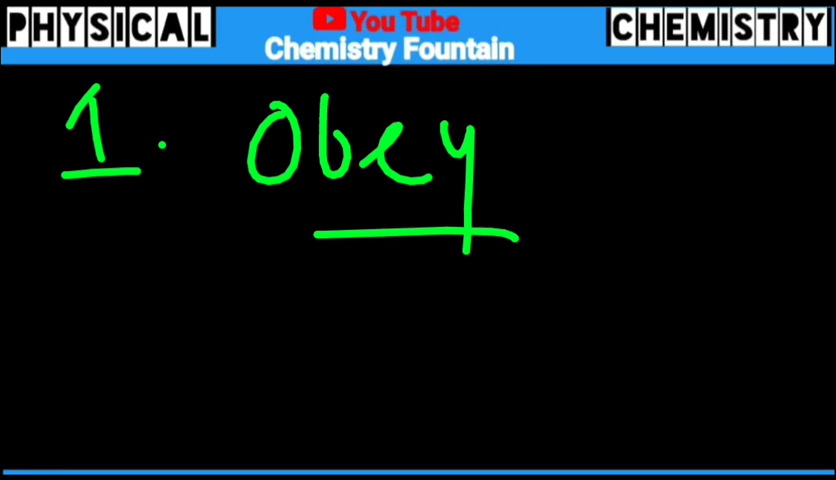 PHYSICAL
You Tube
Chemistry Fountain
CHEMISTRY
1. Obey